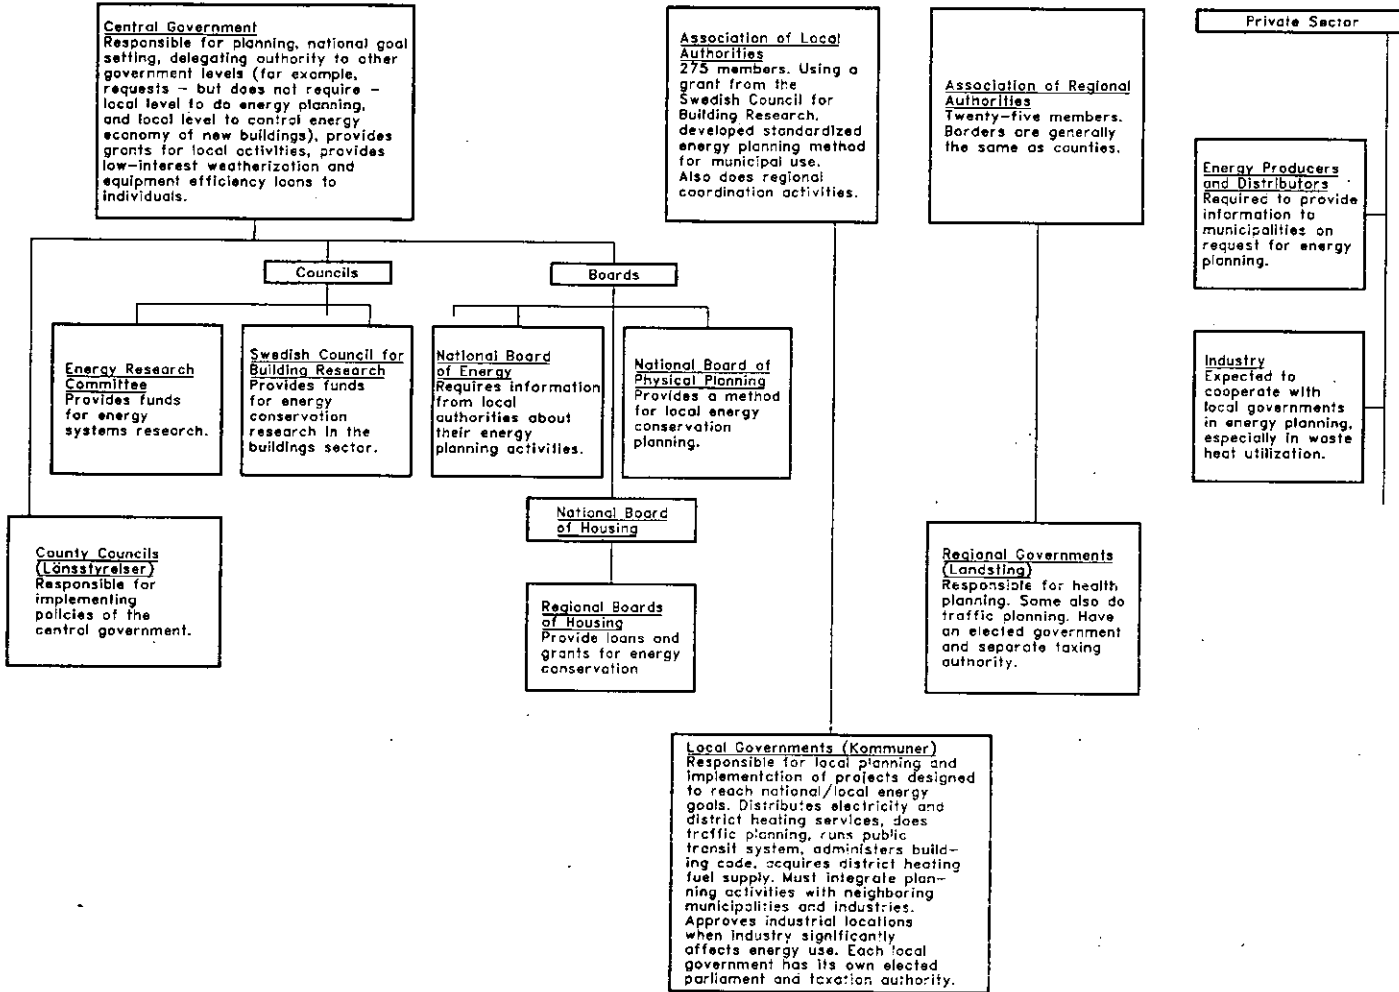 Central Government
Responsible for planning, national goal
setting, delegating authority to other
government levels (for example,
requests – but does not require –
local level to do energy planning,
and local level to control energy
economy of new buildings), provides
grants for local activities, provides
low-interest weatherization and
equipment efficiency loans to
individuals.
Association of Local
Authorities
275 members. Using a
grant from the
Swedish Council for
Building Research,
developed standardized
energy planning method
for municipal use.
Also does regional
coordination activities.
Association of Regional
Authorities
Twenty-five members.
Borders are generally
the same as counties.
Private Sector
Energy Producers
and Distributors
Required to provide
information to
municipalities on
request for energy
planning.
Councils
Boards
Energy Research
Committee
Provides funds
for energy
systems research.
Swedish Council for
Building Research
Provides funds
for energy
conservation
research in the
buildings sector.
National Board
of Energy
Requires information
from local
authorities about
their energy
planning activities.
National Board of
Physical Planning
Provides a method
for local energy
conservation
planning.
Industry
Expected to
cooperate with
local governments
in energy planning,
especially in waste
heat utilization.
National Board
of Housing
County Councils
(Länsstyrelser)
Responsible for
implementing
policies of the
central government.
Regional Boards
of Housing
Provide loans and
grants for energy
conservation
Regional Governments
(Landsting)
Responsible for health
planning. Some also do
traffic planning. Have
an elected government
and separate taxing
authority.
Local Governments (Kommuner)
Responsible for local planning and
implementation of projects designed
to reach national/local energy
goals. Distributes electricity and
district heating services, does
traffic planning, runs public
transit system, administers build–
ing code, acquires district heating
fuel supply. Must integrate plan–
ning activities with neighboring
municipalities and industries.
Approves industrial locations
when industry significantly
affects energy use. Each local
government has its own elected
parliament and taxation authority.